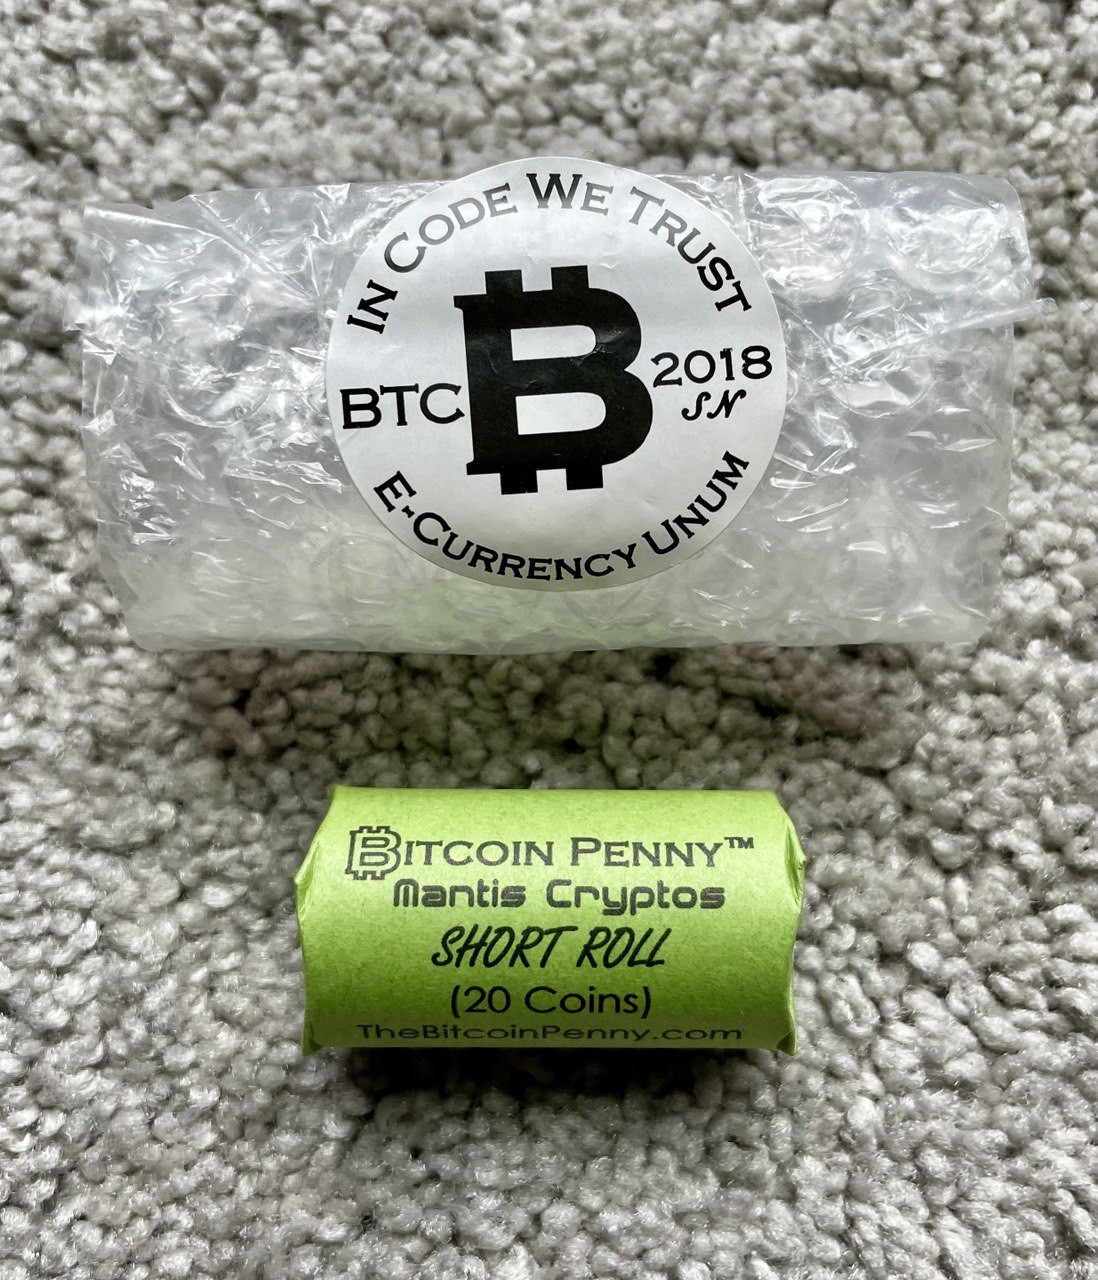 In Code We Trust
BTC
B
2018
SN
E-Currency Unum
Bitcoin Penny™
Mantis Cryptos
SHORT ROLL
(20 Coins)
TheBitcoinPenny.com